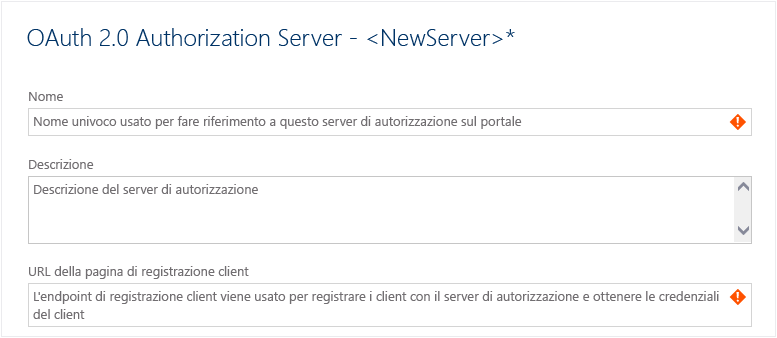 OAuth 2.0 Authorization Server - <NewServer>*
Nome
Nome univoco usato per fare riferimento a questo server di autorizzazione sul portale
Descrizione
Descrizione del server di autorizzazione
URL della pagina di registrazione client
L'endpoint di registrazione client viene usato per registrare i client con il server di autorizzazione e ottenere le credenziali
del client